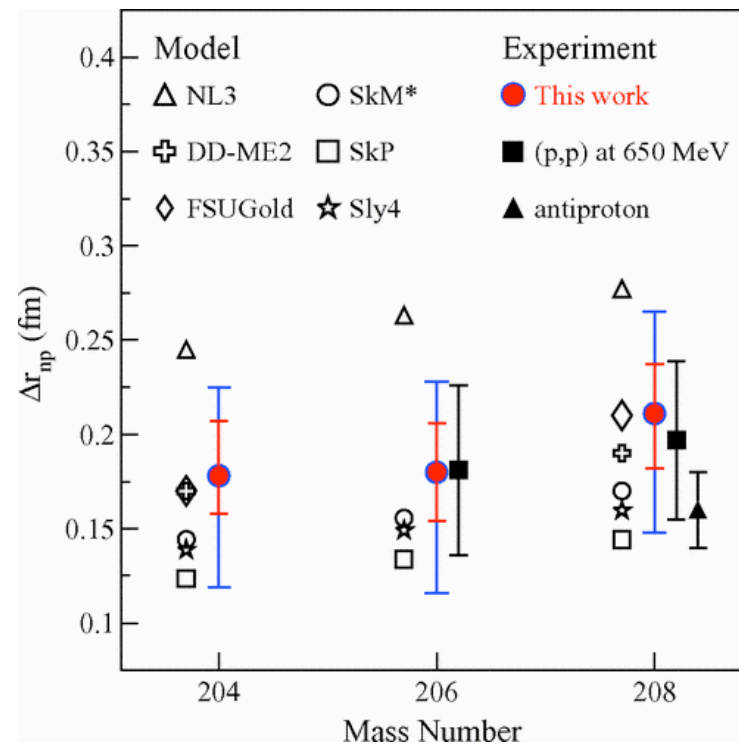 Model Experiment
NL3 SkM* This work
DD-ME2 SkP (p,p) at 650 MeV
FSUGold Sly4 antiproton
0.4
0.35
0.3
0.25
0.2
0.15
0.1
Δr_np (fm)
204 206 208
Mass Number